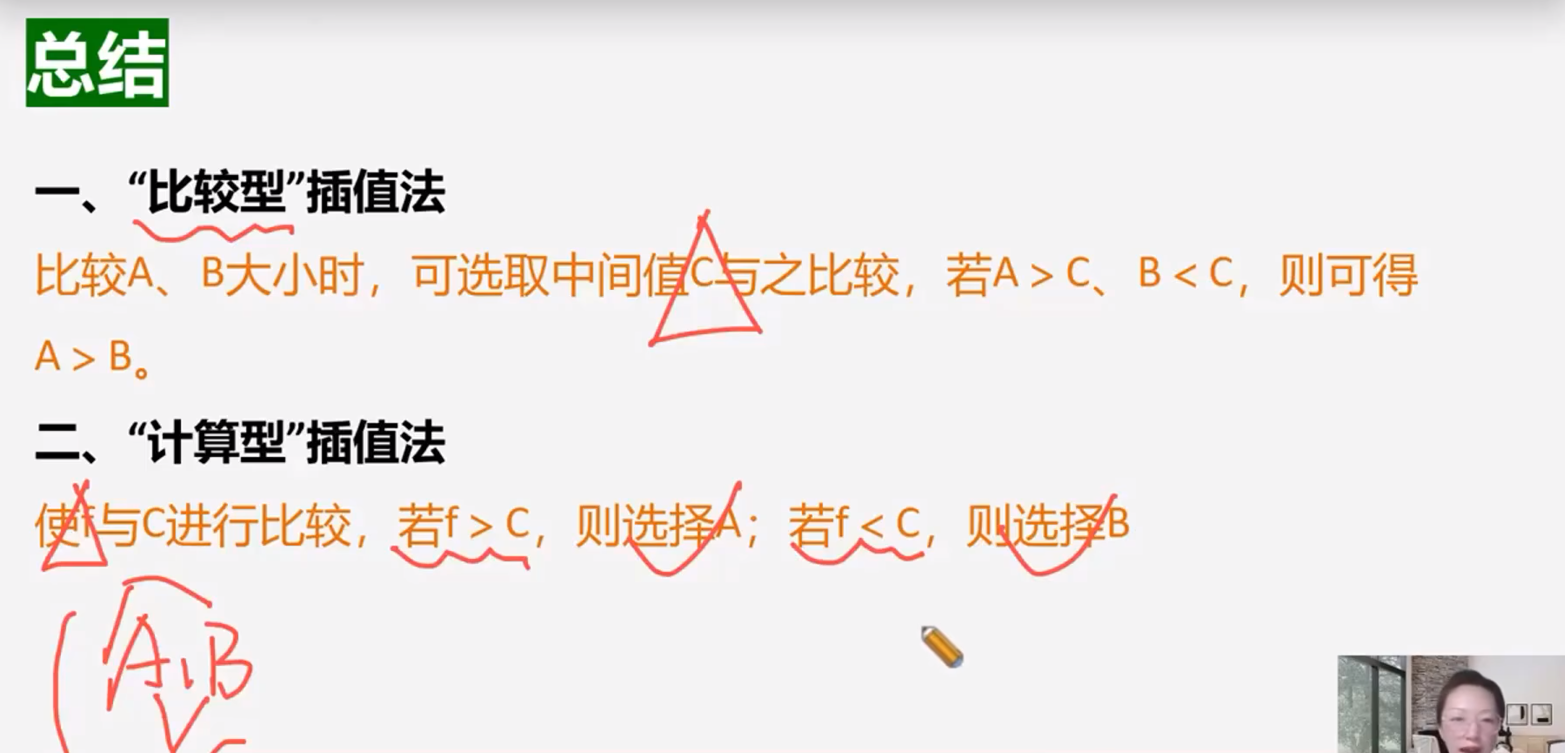 总结
一、“比较型”插值法
比较A、B大小时，可选取中间值C与之比较，若A > C、B < C，则可得
A > B。
二、“计算型”插值法
使f与C进行比较，若f > C，则选择A；若f < C，则选择B
A、B